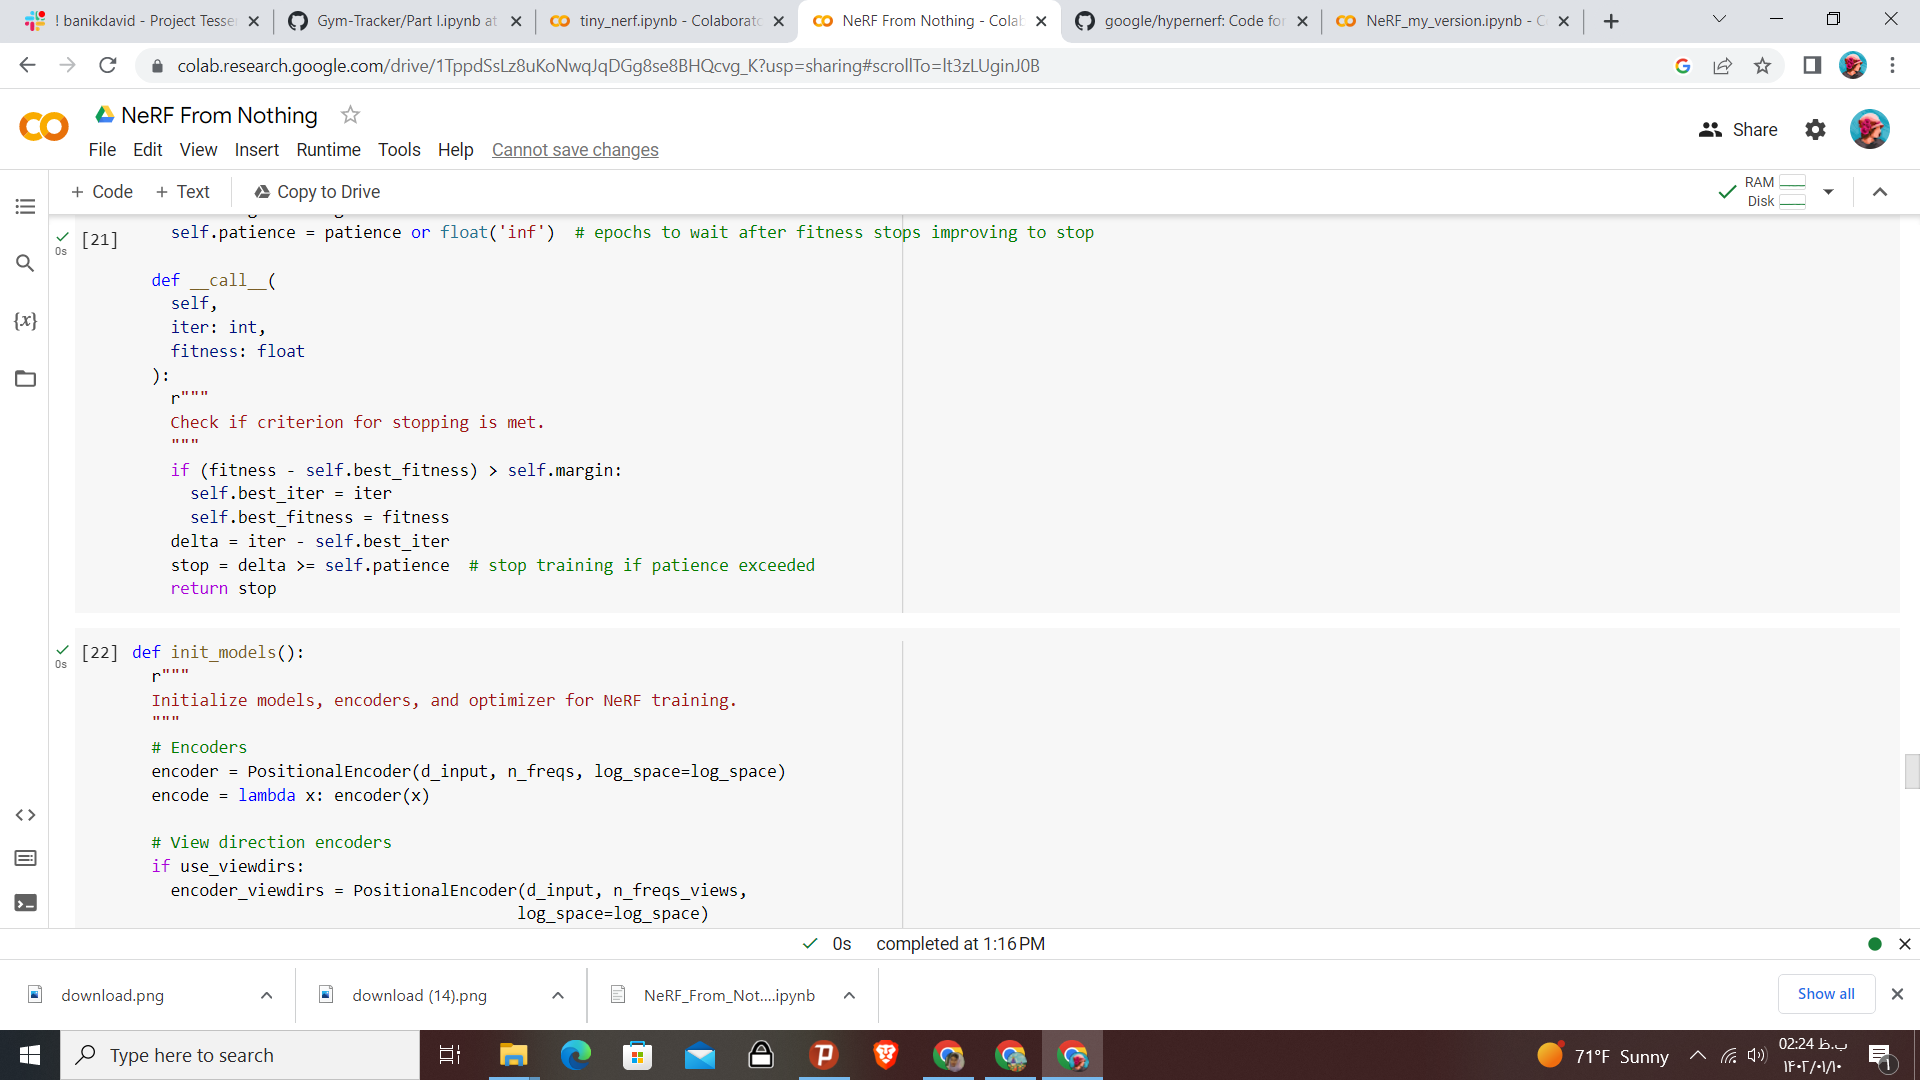 ! banikdavid - Project Tesse
Gym-Tracker/Part I.ipynb at
tiny_nerf.ipynb - Colaborato
NeRF From Nothing - Colab
google/hypernerf: Code for
NeRF_my_version.ipynb - C
colab.research.google.com/drive/1TppdSsLz8uKoNwqJqDGg8se8BHQcvg_K?usp=sharing#scrollTo=lt3zLUginJ0B
NeRF From Nothing
File Edit View Insert Runtime Tools Help Cannot save changes
Share
+ Code + Text Copy to Drive
RAM
Disk
[21] self.patience = patience or float('inf')  # epochs to wait after fitness stops improving to stop
0s
def __call__(
self,
iter: int,
fitness: float
):
r"""
Check if criterion for stopping is met.
"""
if (fitness - self.best_fitness) > self.margin:
self.best_iter = iter
self.best_fitness = fitness
delta = iter - self.best_iter
stop = delta >= self.patience  # stop training if patience exceeded
return stop
[22] def init_models():
0s
r"""
Initialize models, encoders, and optimizer for NeRF training.
"""
# Encoders
encoder = PositionalEncoder(d_input, n_freqs, log_space=log_space)
encode = lambda x: encoder(x)
# View direction encoders
if use_viewdirs:
encoder_viewdirs = PositionalEncoder(d_input, n_freqs_views,
log_space=log_space)
0s completed at 1:16 PM
download.png
download (14).png
NeRF_From_Not....ipynb
Show all
Type here to search
71°F Sunny
02:24 ب.ظ
۱۴۰۲/۰۱/۱۰
1